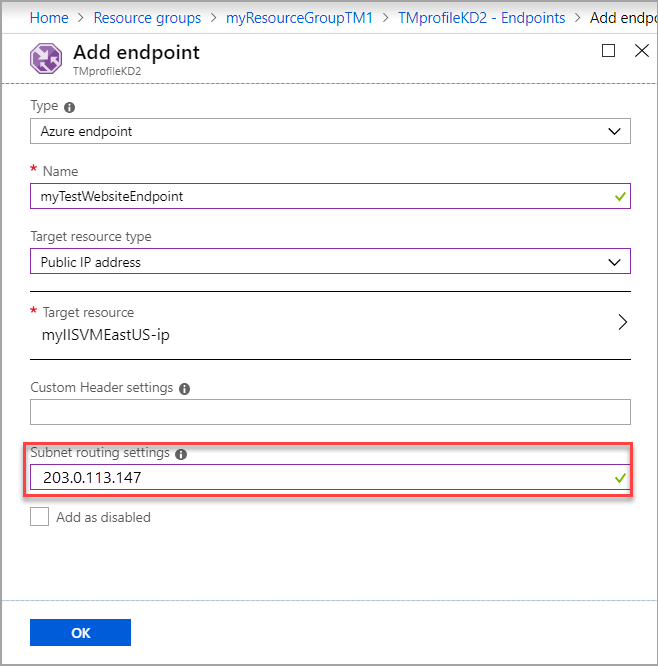 Home > Resource groups > myResourceGroupTM1 > TMprofileKD2 - Endpoints > Add endpo
Add endpoint
TMprofileKD2
Type
Azure endpoint
* Name
myTestWebsiteEndpoint
Target resource type
Public IP address
* Target resource
myIISVMEastUS-ip
Custom Header settings
Subnet routing settings
203.0.113.147
Add as disabled
OK